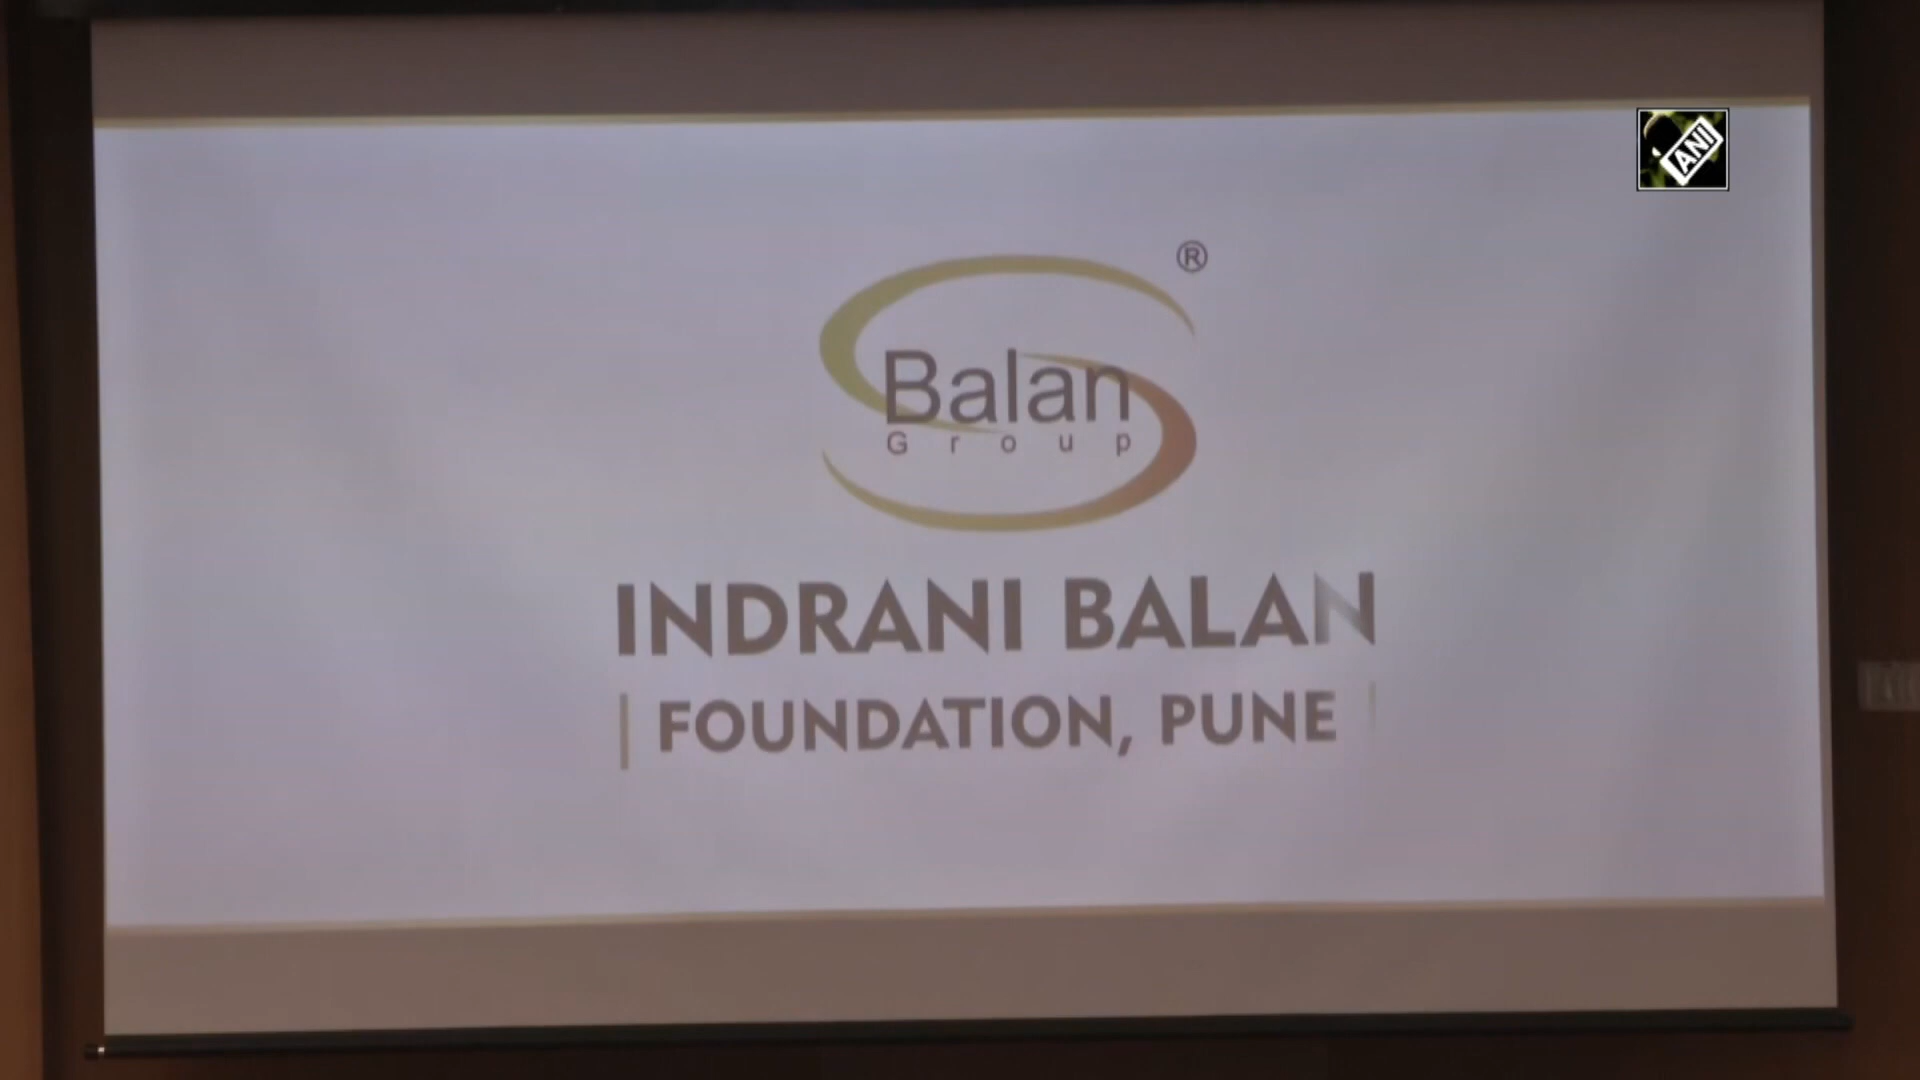 ANI
®
Balan
Group
INDRANI BALAN
FOUNDATION, PUNE